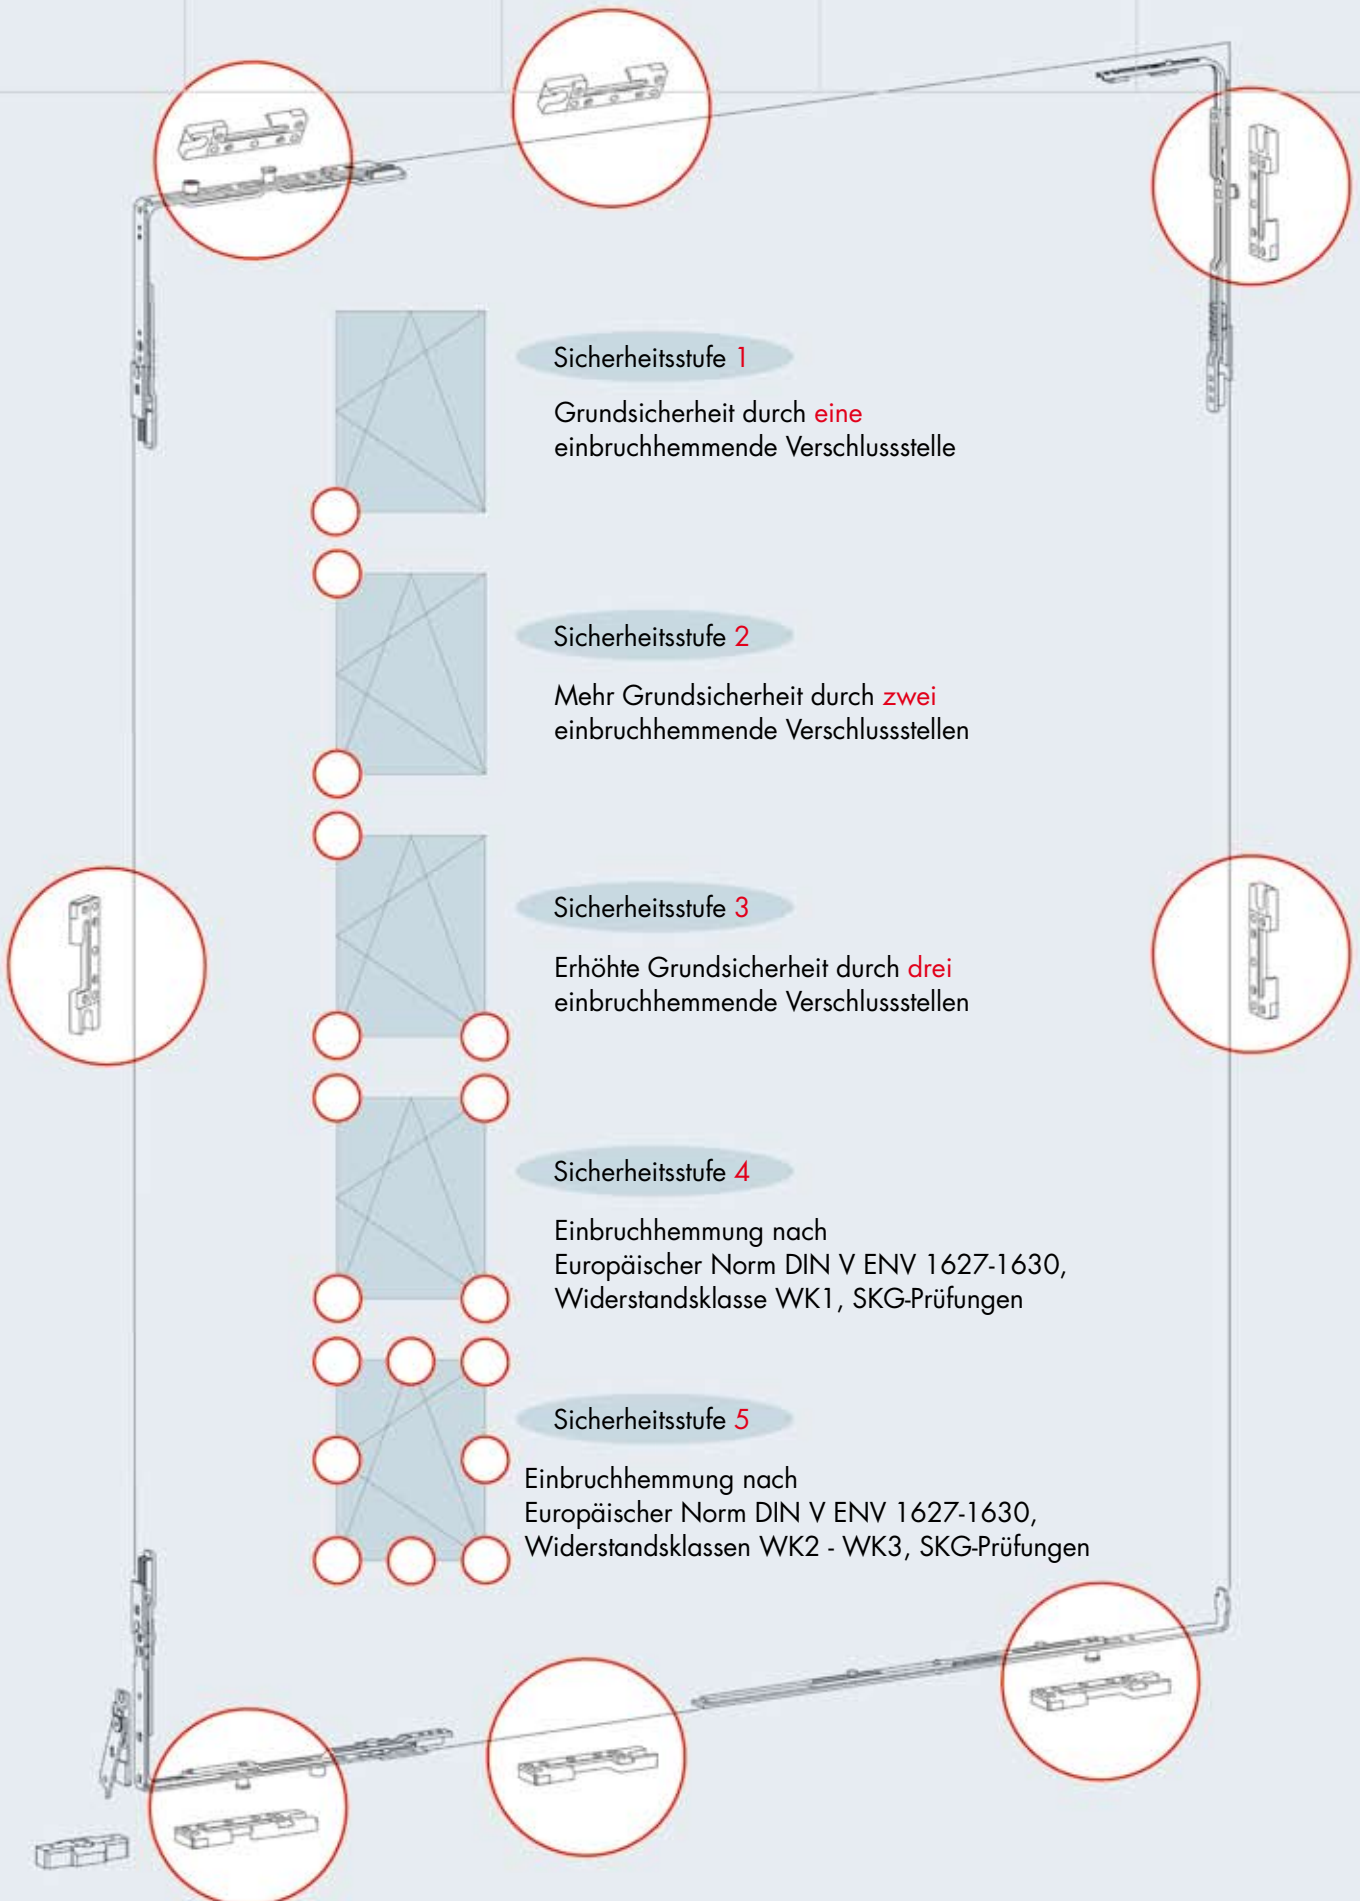 Sicherheitsstufe 1
Grundsicherheit durch eine
einbruchhemmende Verschlussstelle
Sicherheitsstufe 2
Mehr Grundsicherheit durch zwei
einbruchhemmende Verschlussstellen
Sicherheitsstufe 3
Erhöhte Grundsicherheit durch drei
einbruchhemmende Verschlussstellen
Sicherheitsstufe 4
Einbruchhemmung nach
Europäischer Norm DIN V ENV 1627-1630,
Widerstandsklasse WK1, SKG-Prüfungen
Sicherheitsstufe 5
Einbruchhemmung nach
Europäischer Norm DIN V ENV 1627-1630,
Widerstandsklassen WK2 - WK3, SKG-Prüfungen